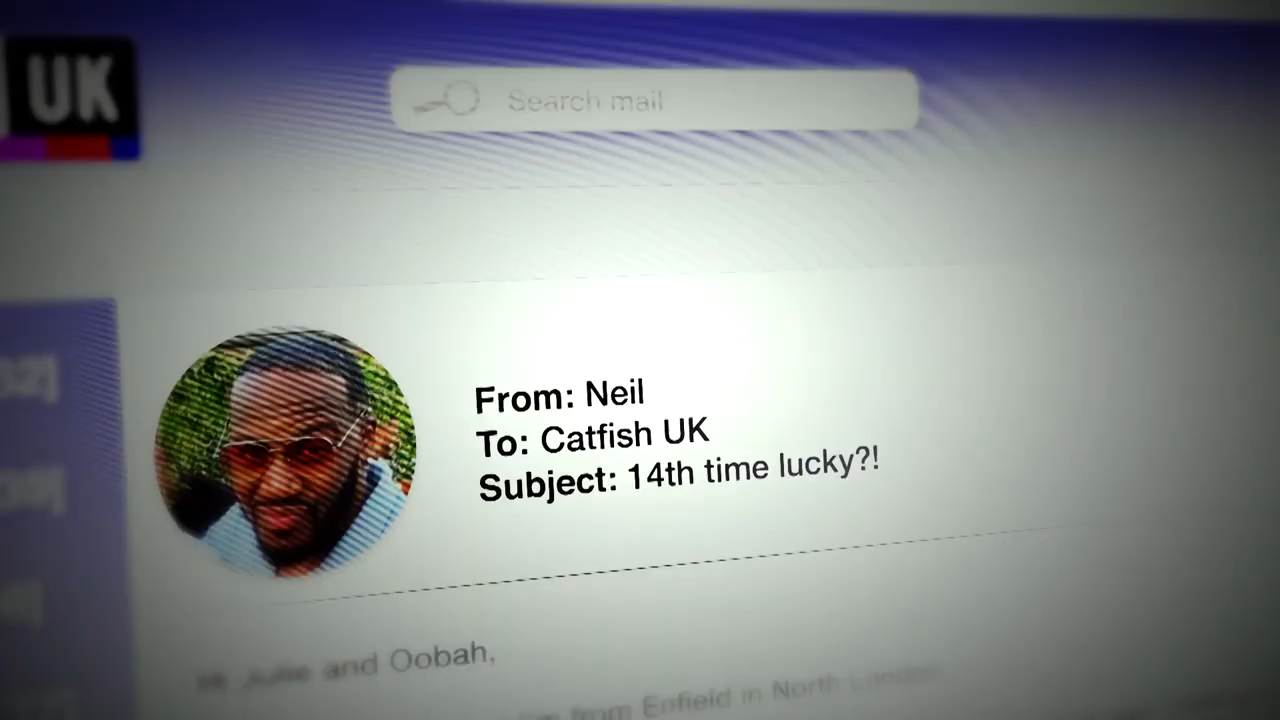 UK
Search mail
From: Neil
To: Catfish UK
Subject: 14th time lucky?!
Hi Julie and Oobah,
from Enfield in North London,